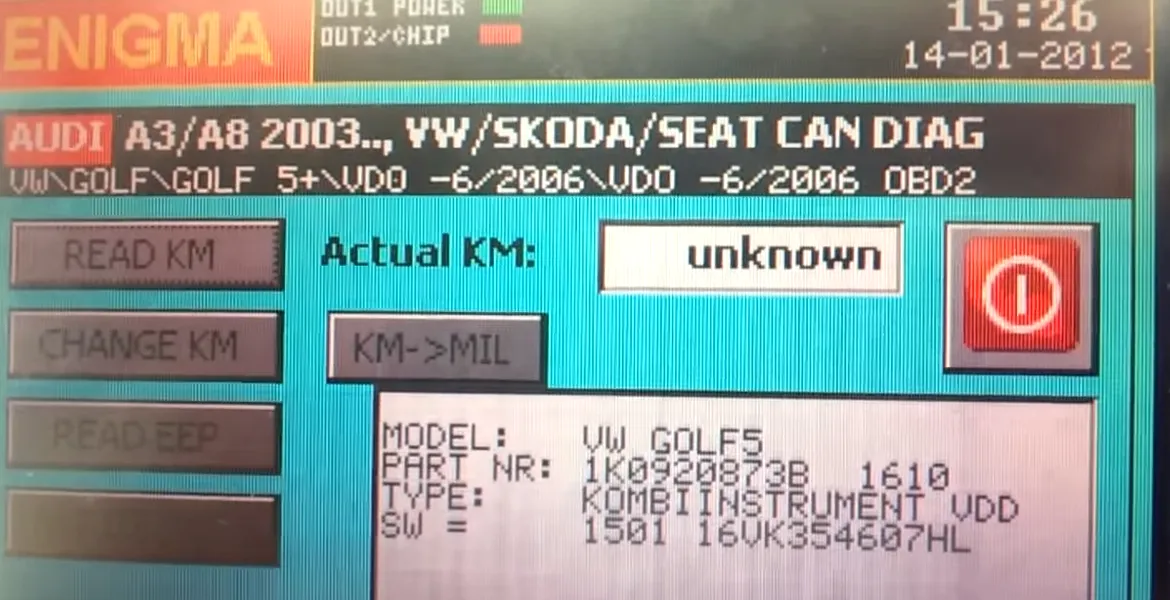 ENIGMA
OUT1 POWER
OUT2/CHIP
15:26
14-01-2012
AUDI A3/A8 2003.., VW/SKODA/SEAT CAN DIAG
VW\GOLF\GOLF 5+\VDO -6/2006\VDO -6/2006 OBD2
READ KM
Actual KM: unknown
CHANGE KM
KM->MIL
READ EEP
MODEL: VW GOLF5
PART NR: 1K0920873B 1610
TYPE: KOMBIINSTRUMENT VDD
SW = 1501 16VK354607HL